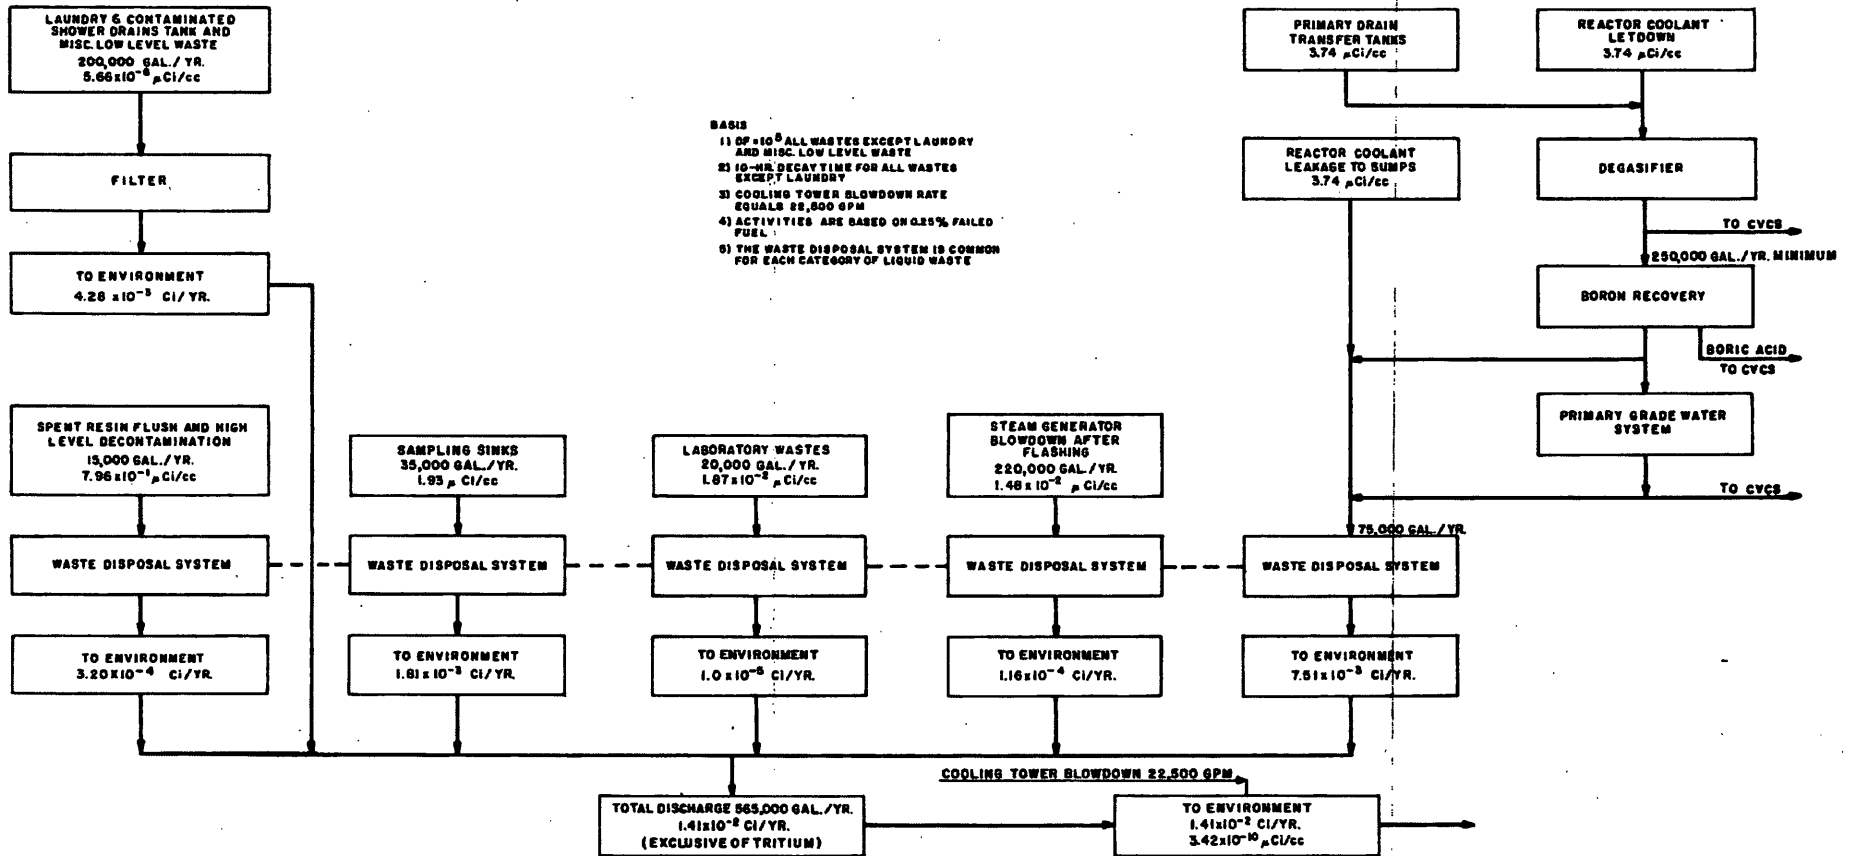 LAUNDRY & CONTAMINATED
SHOWER DRAINS TANK AND
MISC. LOW LEVEL WASTE
200,000 GAL./YR.
5.66x10⁻⁶ µCi/cc
FILTER
TO ENVIRONMENT
4.28 x10⁻³ Ci/YR.
BASIS
1) DF=10⁵ ALL WASTES EXCEPT LAUNDRY
AND MISC. LOW LEVEL WASTE
2) 10-HR. DECAY TIME FOR ALL WASTES
EXCEPT LAUNDRY
3) COOLING TOWER BLOWDOWN RATE
EQUALS 22,500 GPM
4) ACTIVITIES ARE BASED ON 0.25% FAILED
FUEL
5) THE WASTE DISPOSAL SYSTEM IS COMMON
FOR EACH CATEGORY OF LIQUID WASTE
PRIMARY DRAIN
TRANSFER TANKS
3.74 µCi/cc
REACTOR COOLANT
LETDOWN
3.74 µCi/cc
REACTOR COOLANT
LEAKAGE TO SUMPS
3.74 µCi/cc
DEGASIFIER
TO CVCS
250,000 GAL./YR. MINIMUM
BORON RECOVERY
BORIC ACID
TO CVCS
PRIMARY GRADE WATER
SYSTEM
TO CVCS
SPENT RESIN FLUSH AND HIGH
LEVEL DECONTAMINATION
15,000 GAL./YR.
7.96x10⁻¹ µCi/cc
SAMPLING SINKS
35,000 GAL./YR.
1.93 µ Ci/cc
LABORATORY WASTES
20,000 GAL./YR.
1.87x10⁻² µCi/cc
STEAM GENERATOR
BLOWDOWN AFTER
FLASHING
220,000 GAL./YR.
1.48x10⁻² µ Ci/cc
75,000 GAL./YR.
WASTE DISPOSAL SYSTEM
WASTE DISPOSAL SYSTEM
WASTE DISPOSAL SYSTEM
WASTE DISPOSAL SYSTEM
WASTE DISPOSAL SYSTEM
TO ENVIRONMENT
3.20X10⁻⁴ Ci/YR.
TO ENVIRONMENT
1.81x10⁻³ Ci/YR.
TO ENVIRONMENT
1.0x10⁻⁵ Ci/YR.
TO ENVIRONMENT
1.16x10⁻⁴ Ci/YR.
TO ENVIRONMENT
7.51x10⁻³ Ci/YR.
COOLING TOWER BLOWDOWN 22,500 GPM
TOTAL DISCHARGE 565,000 GAL./YR.
1.41x10⁻² Ci/YR.
(EXCLUSIVE OF TRITIUM)
TO ENVIRONMENT
1.41x10⁻² Ci/YR.
3.42x10⁻¹⁰ µCi/cc